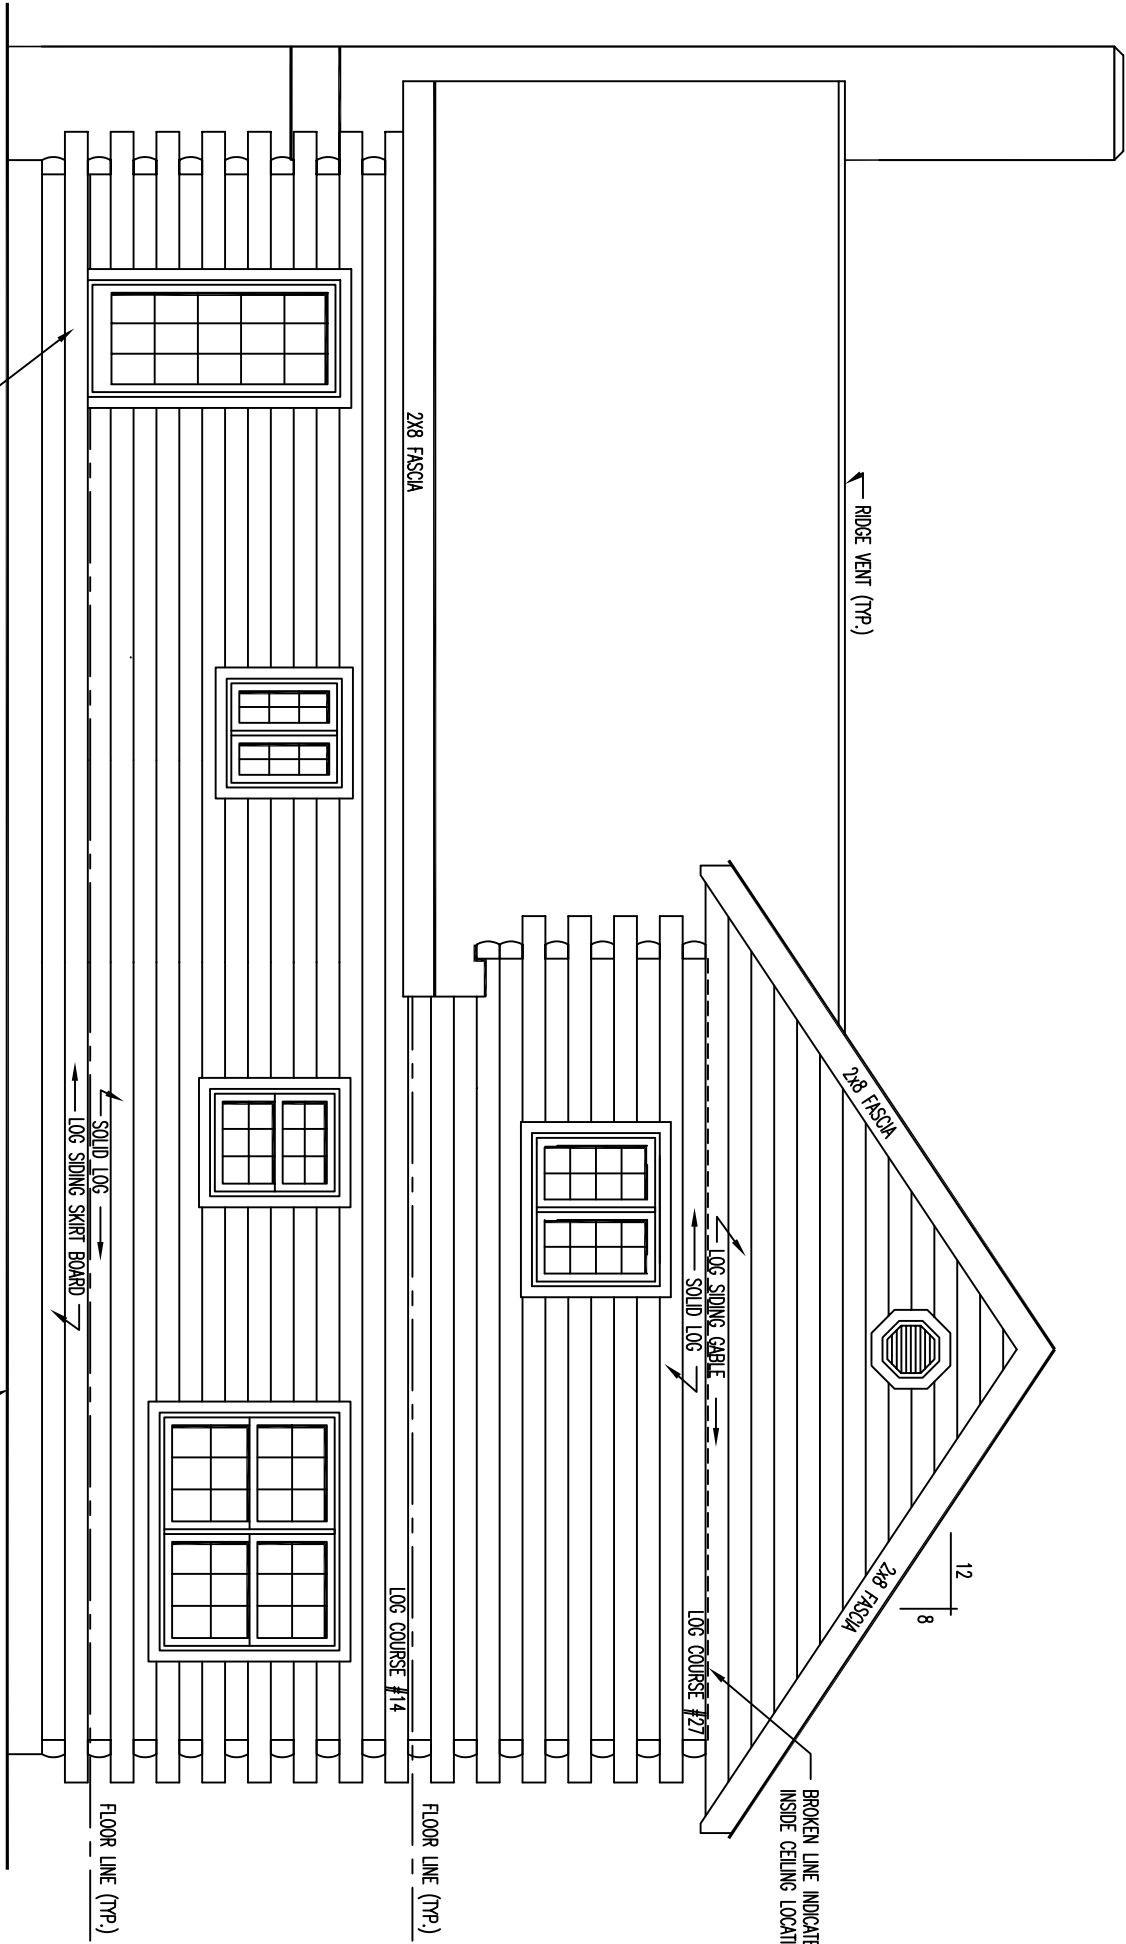 RIDGE VENT (TYP.)
2X8 FASCIA
2x8 FASCIA
2x8 FASCIA
12
8
BROKEN LINE INDICATE
INSIDE CEILING LOCATI
LOG SIDING GABLE
SOLID LOG
LOG COURSE #27
LOG COURSE #14
FLOOR LINE (TYP.)
SOLID LOG
LOG SIDING SKIRT BOARD
FLOOR LINE (TYP.)